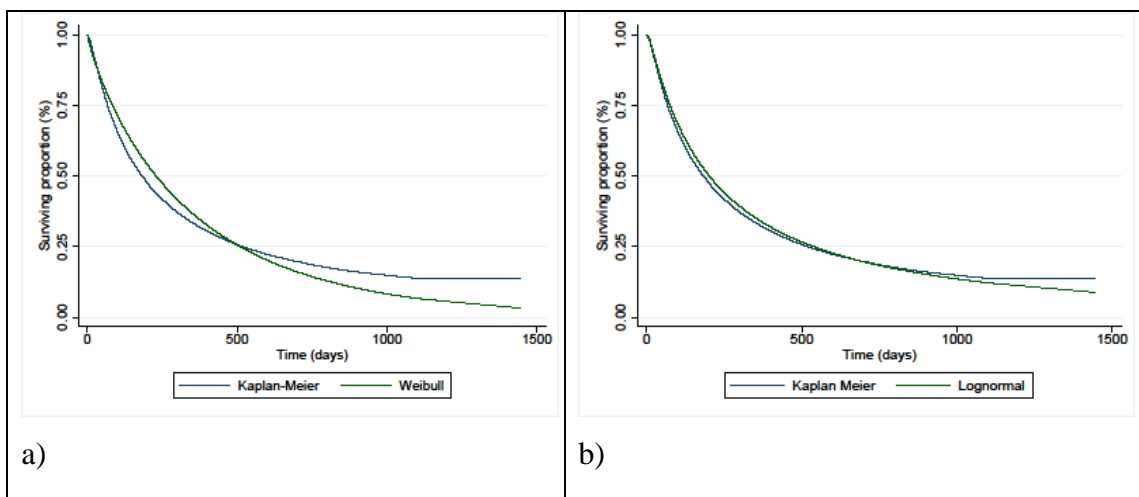 1.00
0.75
0.50
0.25
0.00
Surviving proportion (%)
0
500
1000
1500
Time (days)
Kaplan-Meier
Weibull
a)
1.00
0.75
0.50
0.25
0.00
Surviving proportion (%)
0
500
1000
1500
Time (days)
Kaplan Meier
Lognormal
b)